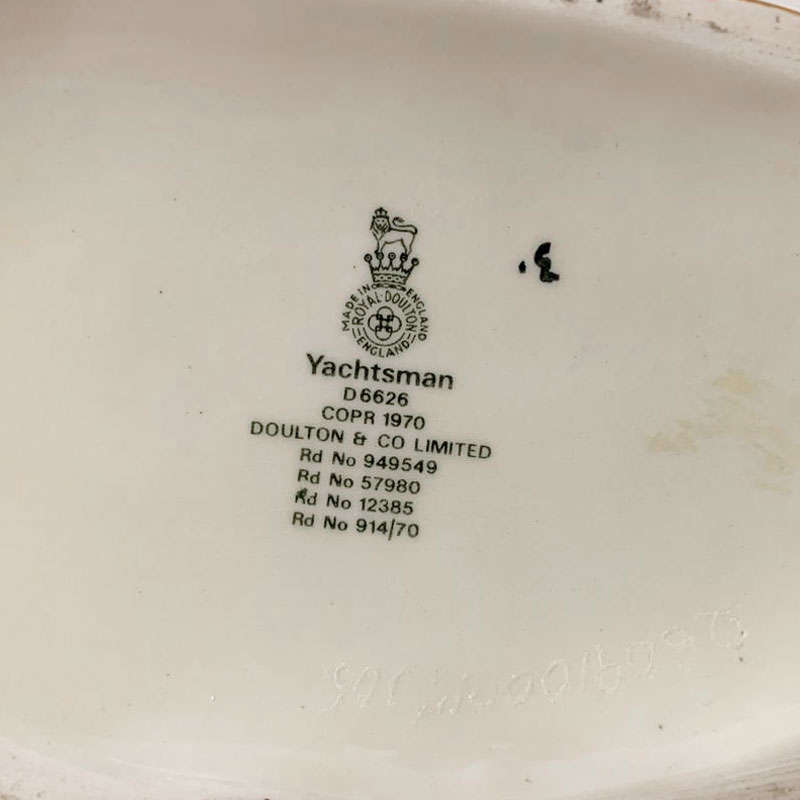 MADE IN ENGLAND
ROYAL DOULTON
ENGLAND
Yachtsman
D6626
COPR 1970
DOULTON & CO LIMITED
Rd No 949549
Rd No 57980
Rd No 12385
Rd No 914/70